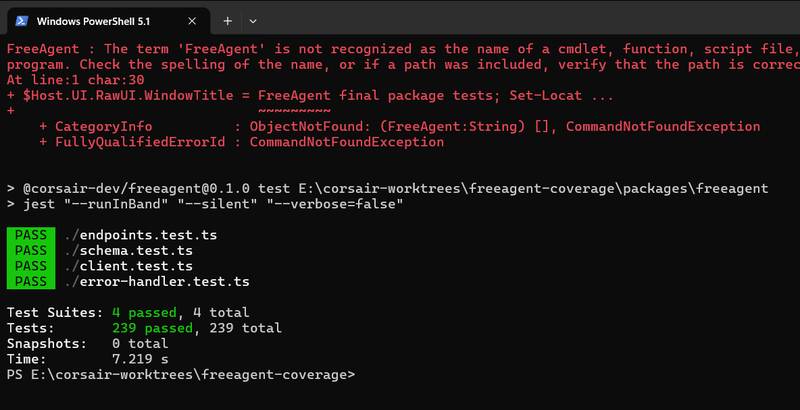 Windows PowerShell 5.1
FreeAgent : The term 'FreeAgent' is not recognized as the name of a cmdlet, function, script file,
program. Check the spelling of the name, or if a path was included, verify that the path is correc
At line:1 char:30
+ $Host.UI.RawUI.WindowTitle = FreeAgent final package tests; Set-Locat ...
+                              ~~~~~~~~~
    + CategoryInfo          : ObjectNotFound: (FreeAgent:String) [], CommandNotFoundException
    + FullyQualifiedErrorId : CommandNotFoundException
> @corsair-dev/freeagent@0.1.0 test E:\corsair-worktrees\freeagent-coverage\packages\freeagent
> jest "--runInBand" "--silent" "--verbose=false"
PASS ./endpoints.test.ts
PASS ./schema.test.ts
PASS ./client.test.ts
PASS ./error-handler.test.ts
Test Suites: 4 passed, 4 total
Tests:       239 passed, 239 total
Snapshots:   0 total
Time:        7.219 s
PS E:\corsair-worktrees\freeagent-coverage>